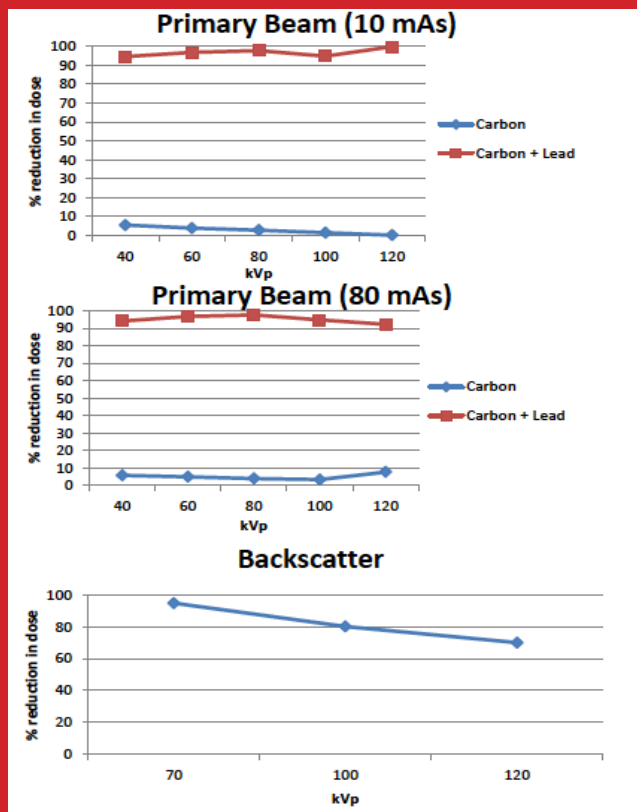 Primary Beam (10 mAs)
% reduction in dose
100
90
80
70
60
50
40
30
20
10
0
40 60 80 100 120
kVp
Carbon
Carbon + Lead
Primary Beam (80 mAs)
% reduction in dose
100
90
80
70
60
50
40
30
20
10
0
40 60 80 100 120
kVp
Carbon
Carbon + Lead
Backscatter
% reduction in dose
100
80
60
40
20
0
70 100 120
kVp